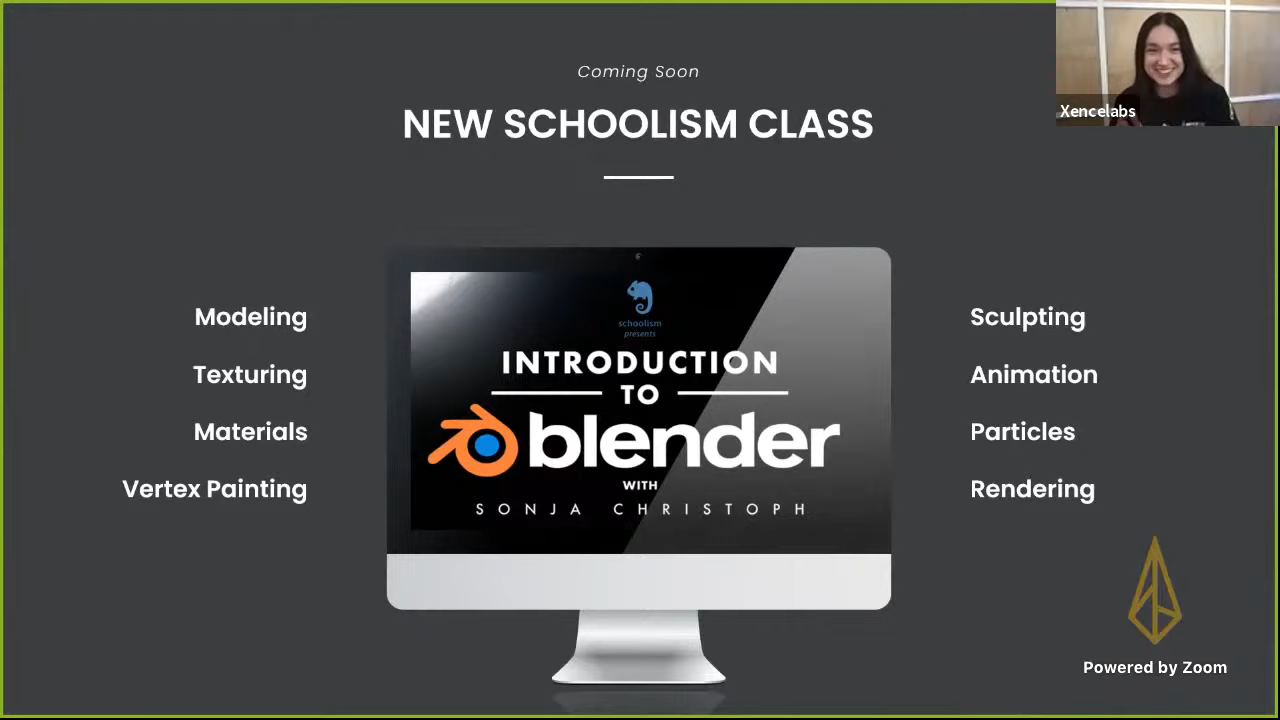 Coming Soon
NEW SCHOOLISM CLASS
Xencelabs
Modeling
Texturing
Materials
Vertex Painting
schoolism
presents
INTRODUCTION
TO
blender
WITH
SONJA CHRISTOPH
Sculpting
Animation
Particles
Rendering
Powered by Zoom